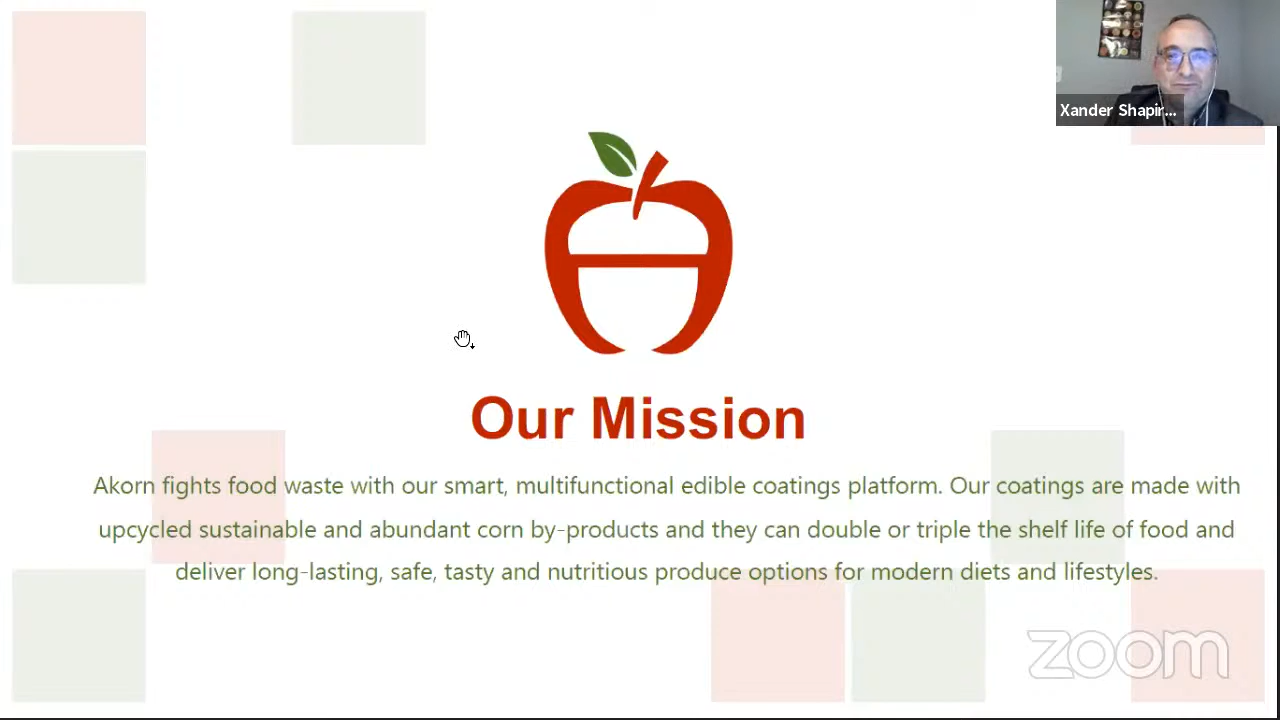 Xander Shapir...
Our Mission
Akorn fights food waste with our smart, multifunctional edible coatings platform. Our coatings are made with
upcycled sustainable and abundant corn by-products and they can double or triple the shelf life of food and
deliver long-lasting, safe, tasty and nutritious produce options for modern diets and lifestyles.
zoom